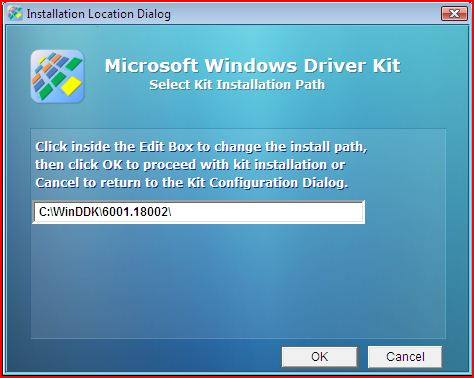 Installation Location Dialog
Microsoft Windows Driver Kit
Select Kit Installation Path
Click inside the Edit Box to change the install path,
then click OK to proceed with kit installation or
Cancel to return to the Kit Configuration Dialog.
C:\WinDDK\6001.18002\
OK Cancel